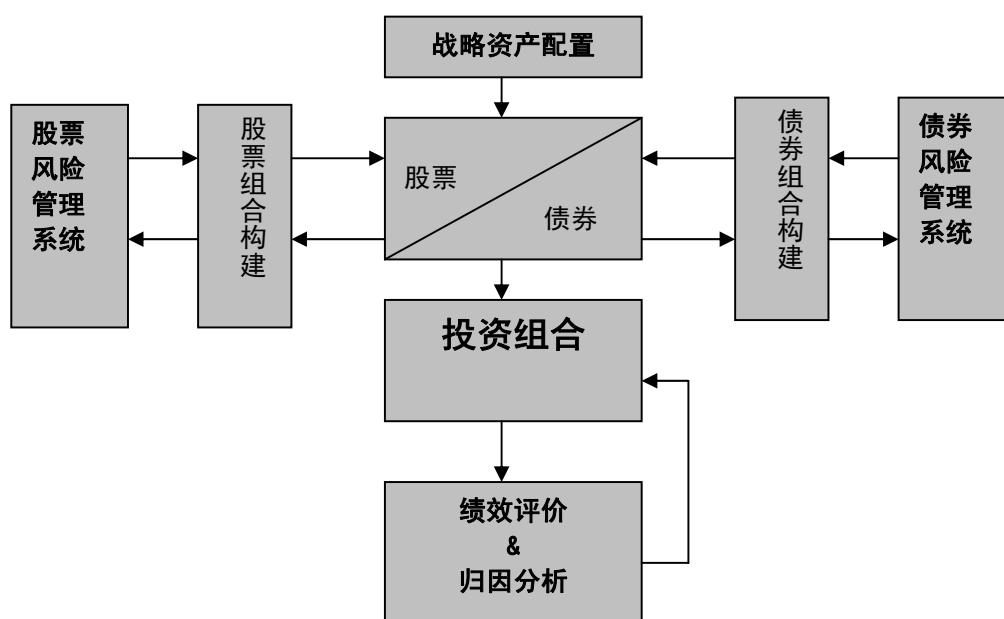 战略资产配置
股票
风险
管理
系统
股票组合构建
股票
债券
债券组合构建
债券
风险
管理
系统
投资组合
绩效评价
&
归因分析